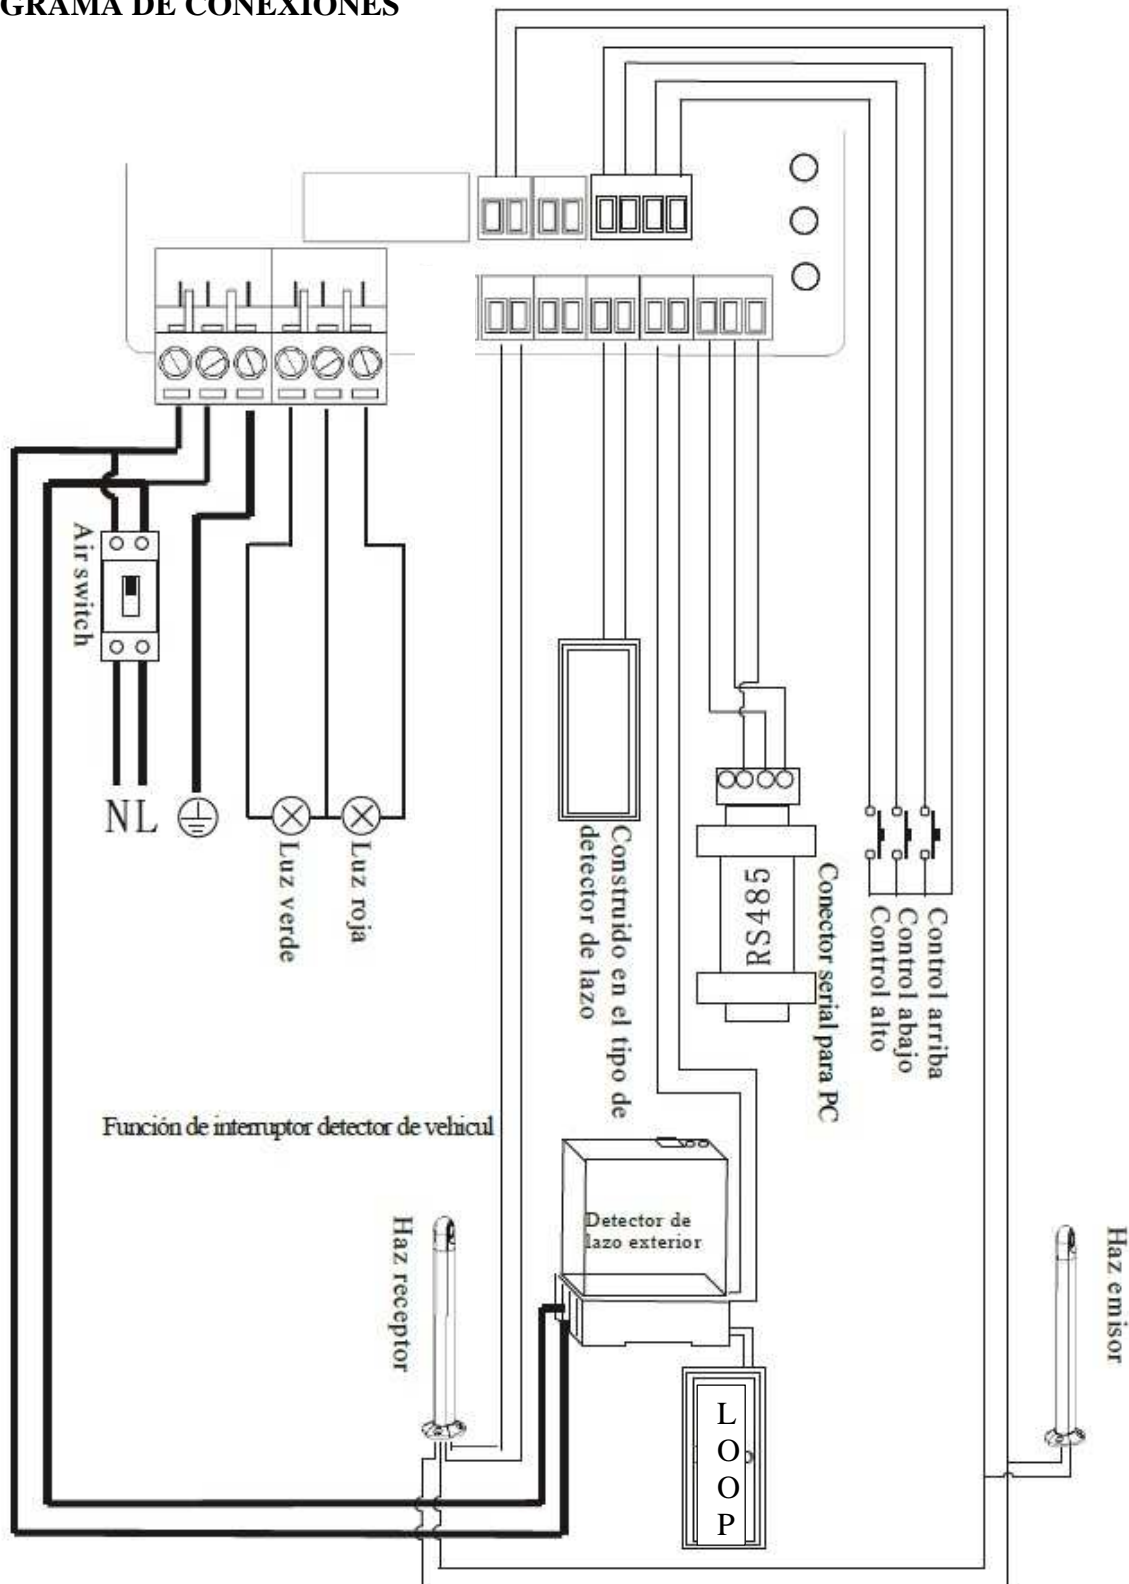 GRAMA DE CONEXIONES
Air switch
NL
Luz verde
Luz roja
Construido en el tipo de
detector de lazo
RS485
Conector serial para PC
Control arriba
Control abajo
Control alto
Función de interruptor detector de vehicul
Detector de
lazo exterior
Haz receptor
Haz emisor
L
O
O
P